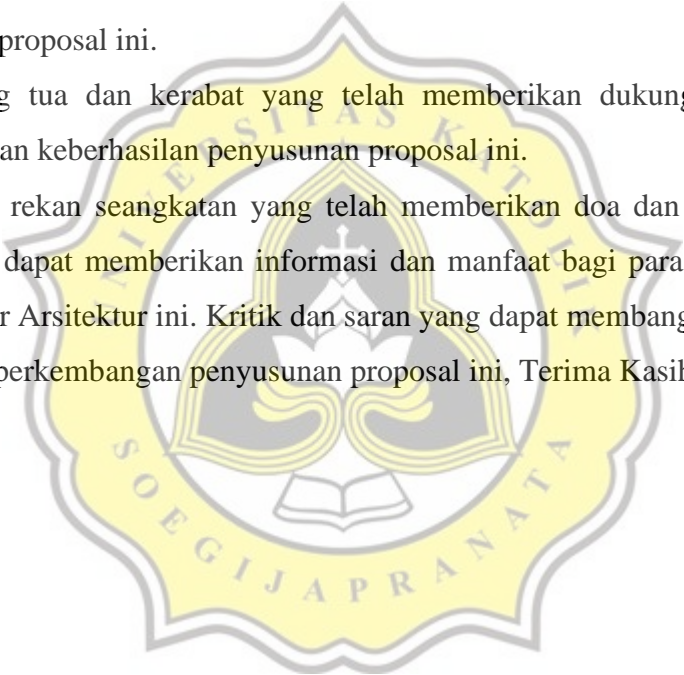 proposal ini.
g tua dan kerabat yang telah memberikan dukung
an keberhasilan penyusunan proposal ini.
rekan seangkatan yang telah memberikan doa dan
dapat memberikan informasi dan manfaat bagi para
r Arsitektur ini. Kritik dan saran yang dapat membang
perkembangan penyusunan proposal ini, Terima Kasih
UNIVERSITAS KATOLIK
SOEGIJAPRANATA